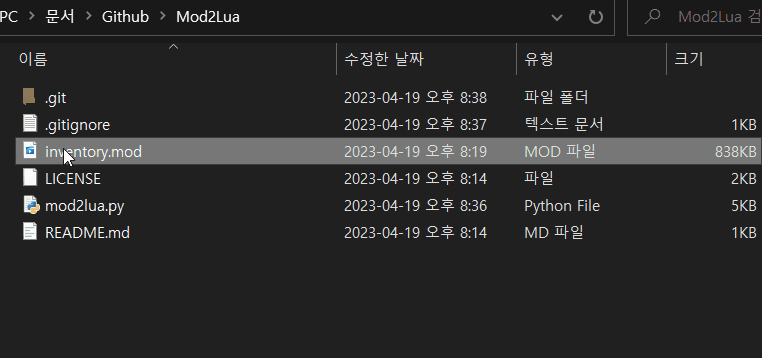 PC > 문서 > Github > Mod2Lua Mod2Lua 검
이름 수정한 날짜 유형 크기
.git 2023-04-19 오후 8:38 파일 폴더
.gitignore 2023-04-19 오후 8:37 텍스트 문서 1KB
inventory.mod 2023-04-19 오후 8:19 MOD 파일 838KB
LICENSE 2023-04-19 오후 8:14 파일 2KB
mod2lua.py 2023-04-19 오후 8:36 Python File 5KB
README.md 2023-04-19 오후 8:14 MD 파일 1KB